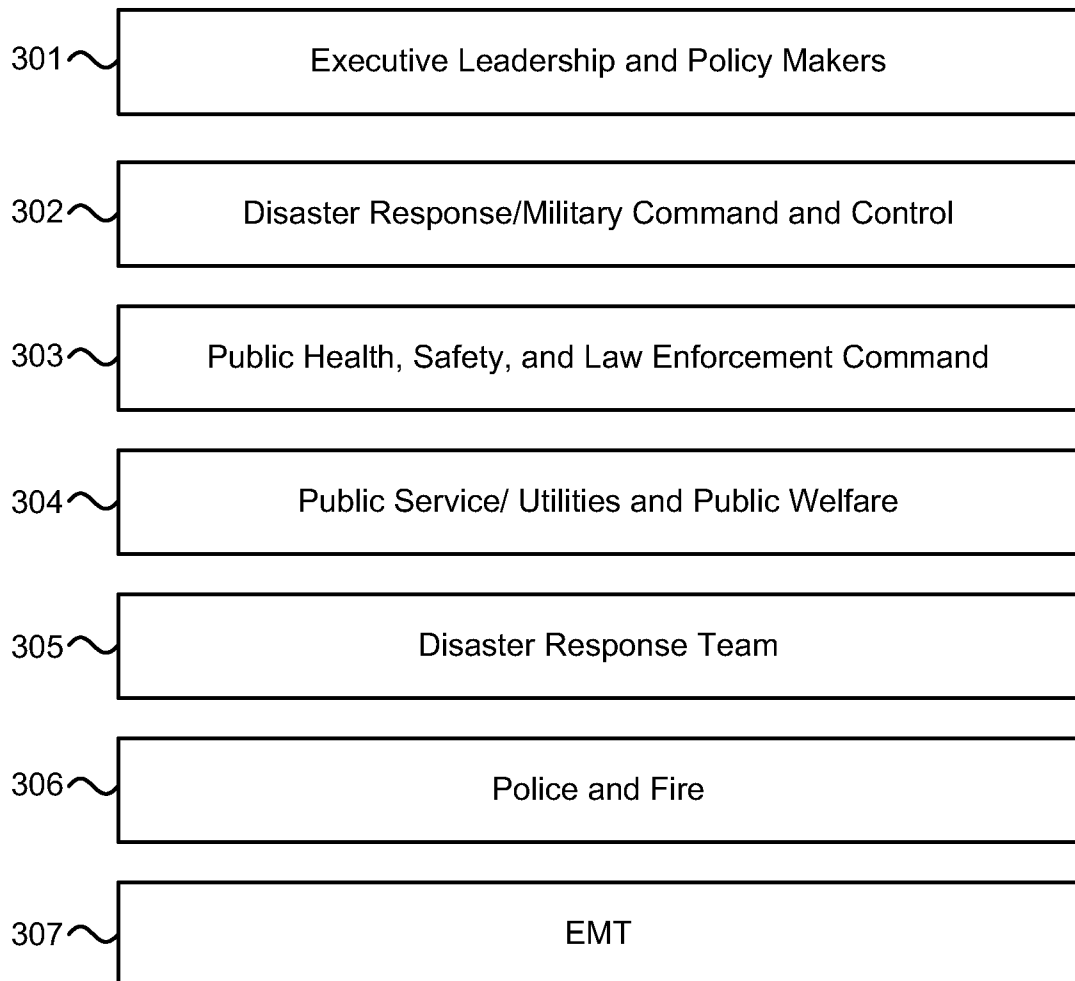 301 Executive Leadership and Policy Makers
302 Disaster Response/Military Command and Control
303 Public Health, Safety, and Law Enforcement Command
304 Public Service/ Utilities and Public Welfare
305 Disaster Response Team
306 Police and Fire
307 EMT